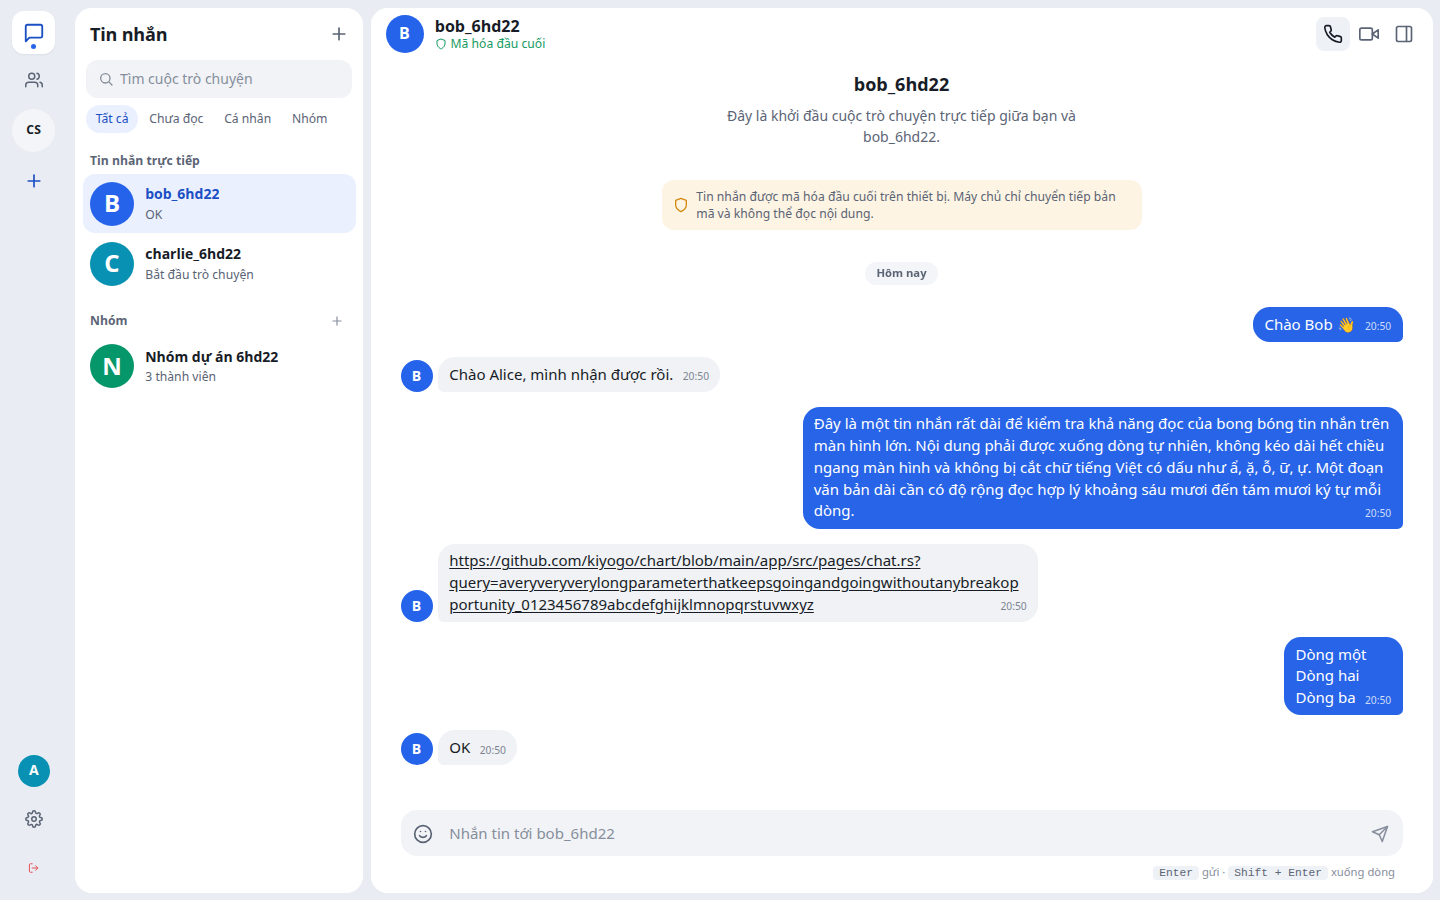 CS
A
Tin nhắn
Tìm cuộc trò chuyện
Tất cả
Chưa đọc
Cá nhân
Nhóm
Tin nhắn trực tiếp
B
bob_6hd22
OK
C
charlie_6hd22
Bắt đầu trò chuyện
Nhóm
N
Nhóm dự án 6hd22
3 thành viên
B
bob_6hd22
Mã hóa đầu cuối
bob_6hd22
Đây là khởi đầu cuộc trò chuyện trực tiếp giữa bạn và
bob_6hd22.
Tin nhắn được mã hóa đầu cuối trên thiết bị. Máy chủ chỉ chuyển tiếp bản
mã và không thể đọc nội dung.
Hôm nay
Chào Bob 👋 20:50
B
Chào Alice, mình nhận được rồi. 20:50
Đây là một tin nhắn rất dài để kiểm tra khả năng đọc của bong bóng tin nhắn trên
màn hình lớn. Nội dung phải được xuống dòng tự nhiên, không kéo dài hết chiều
ngang màn hình và không bị cắt chữ tiếng Việt có dấu như ẩ, ặ, ỗ, ữ, ự. Một đoạn
văn bản dài cần có độ rộng đọc hợp lý khoảng sáu mươi đến tám mươi ký tự mỗi
dòng. 20:50
https://github.com/kiyogo/chart/blob/main/app/src/pages/chat.rs?
query=averyveryverylongparameterthatkeepsgoingandgoingwithoutanybreakop
B
portunity_0123456789abcdefghijklmnopqrstuvwxyz 20:50
Dòng một
Dòng hai
Dòng ba 20:50
B
OK 20:50
Nhắn tin tới bob_6hd22
Enter gửi · Shift + Enter xuống dòng